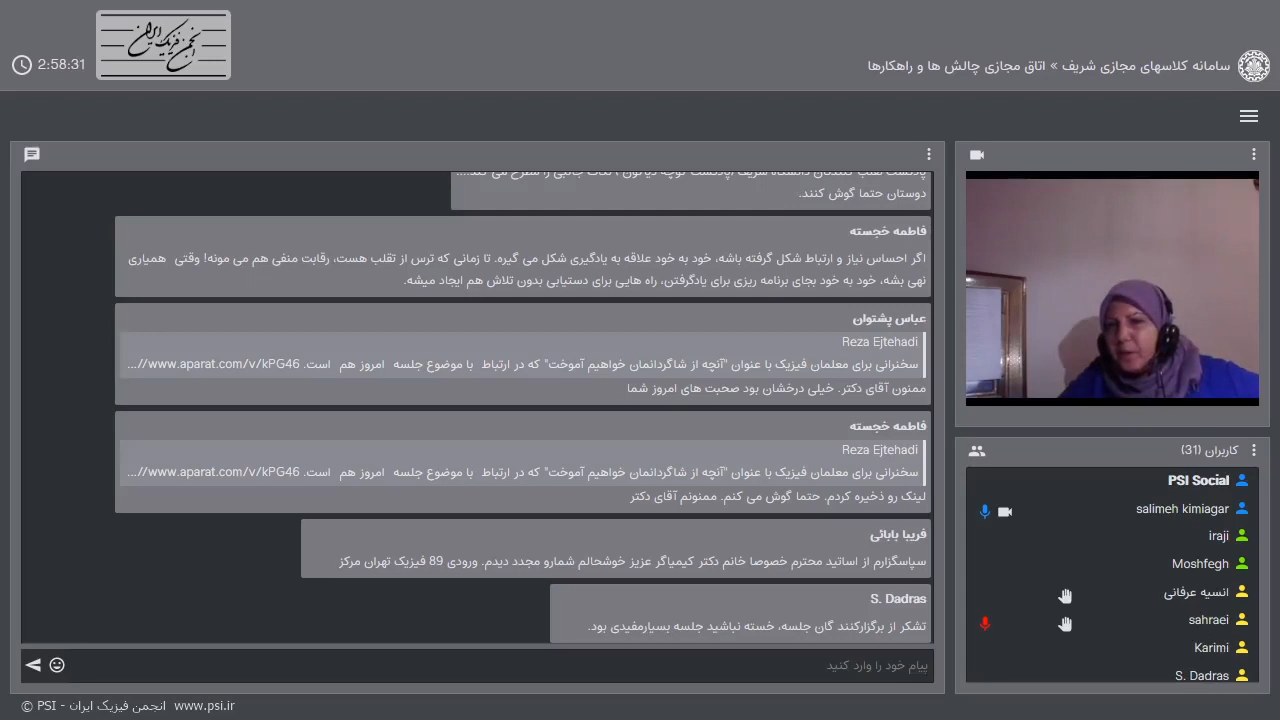 انجمن فیزیک ایران
2:58:31
سامانه کلاسهای مجازی شریف » اتاق مجازی چالش ها و راهکارها
دوستان حتما گوش کنند.
فاطمه خجسته
اگر احساس نیاز و ارتباط شکل گرفته باشه، خود به خود علاقه به یادگیری شکل می گیره. تا زمانی که ترس از تقلب هست، رقابت منفی هم می مونه! وقتی همیاری
نهی بشه، خود به خود بجای برنامه ریزی برای یادگرفتن، راه هایی برای دستیابی بدون تلاش هم ایجاد میشه.
عباس پشتوان
Reza Ejtehadi
سخنرانی برای معلمان فیزیک با عنوان "آنچه از شاگردانمان خواهیم آموخت" که در ارتباط با موضوع جلسه امروز هم است. www.aparat.com/v/kPG46//...
ممنون آقای دکتر. خیلی درخشان بود صحبت های امروز شما
فاطمه خجسته
Reza Ejtehadi
سخنرانی برای معلمان فیزیک با عنوان "آنچه از شاگردانمان خواهیم آموخت" که در ارتباط با موضوع جلسه امروز هم است. www.aparat.com/v/kPG46//...
لینک رو ذخیره کردم. حتما گوش می کنم. ممنونم آقای دکتر
فریبا بابائی
سپاسگزارم از اساتید محترم خصوصا خانم دکتر کیمیاگر عزیز خوشحالم شمارو مجدد دیدم. ورودی 89 فیزیک تهران مرکز
S. Dadras
تشکر از برگزارکنند گان جلسه، خسته نباشید جلسه بسیارمفیدی بود.
پیام خود را وارد کنید
کاربران (31)
PSI Social
salimeh kimiagar
iraji
Moshfegh
انسیه عرفانی
sahraei
Karimi
S. Dadras
© PSI - انجمن فیزیک ایران www.psi.ir